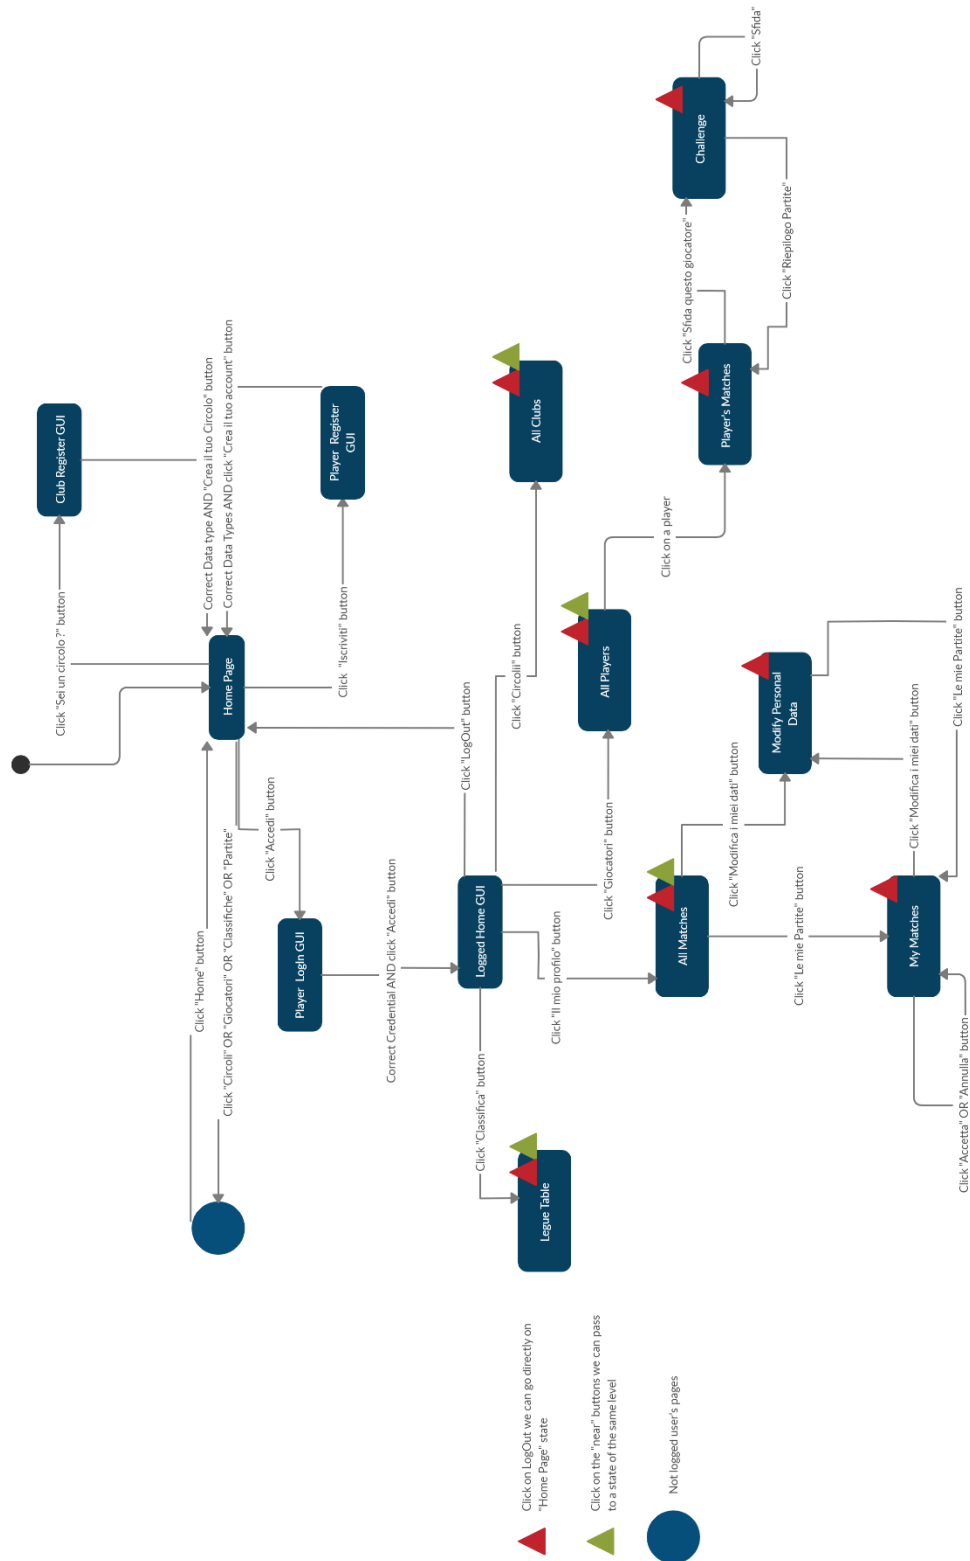 Club Register GUI
Click "Sei un circolo ?" button
Correct Data type AND "Crea il tuo Circolo" button
Correct Data Types AND click "Crea il tuo account" button
Home Page
Click "Home" button
Click "Circoli" OR "Giocatori" OR "Classifiche" OR "Partite"
Click "Accedi" button
Click "Iscriviti" button
Player Register
GUI
Player LogIn GUI
Correct Credential AND click "Accedi" button
Click "LogOut" button
Logged Home GUI
Click "Classifica" button
Click "Circolii" button
Click "Il mio profilo" button
Click "Giocatori" button
Legue Table
All Clubs
All Players
Click on a player
All Matches
Player's Matches
Click "Sfida questo giocatore"
Challenge
Click "Sfida"
Click "Riepilogo Partite"
Click "Modifica i miei dati" button
Modify Personal
Data
Click "Le mie Partite" button
My Matches
Click "Modifica i miei dati" button
Click "Le mie Partite" button
Click "Accetta" OR "Annulla" button
Click on LogOut we can go directly on
"Home Page" state
Click on the "near" buttons we can pass
to a state of the same level
Not logged user's pages